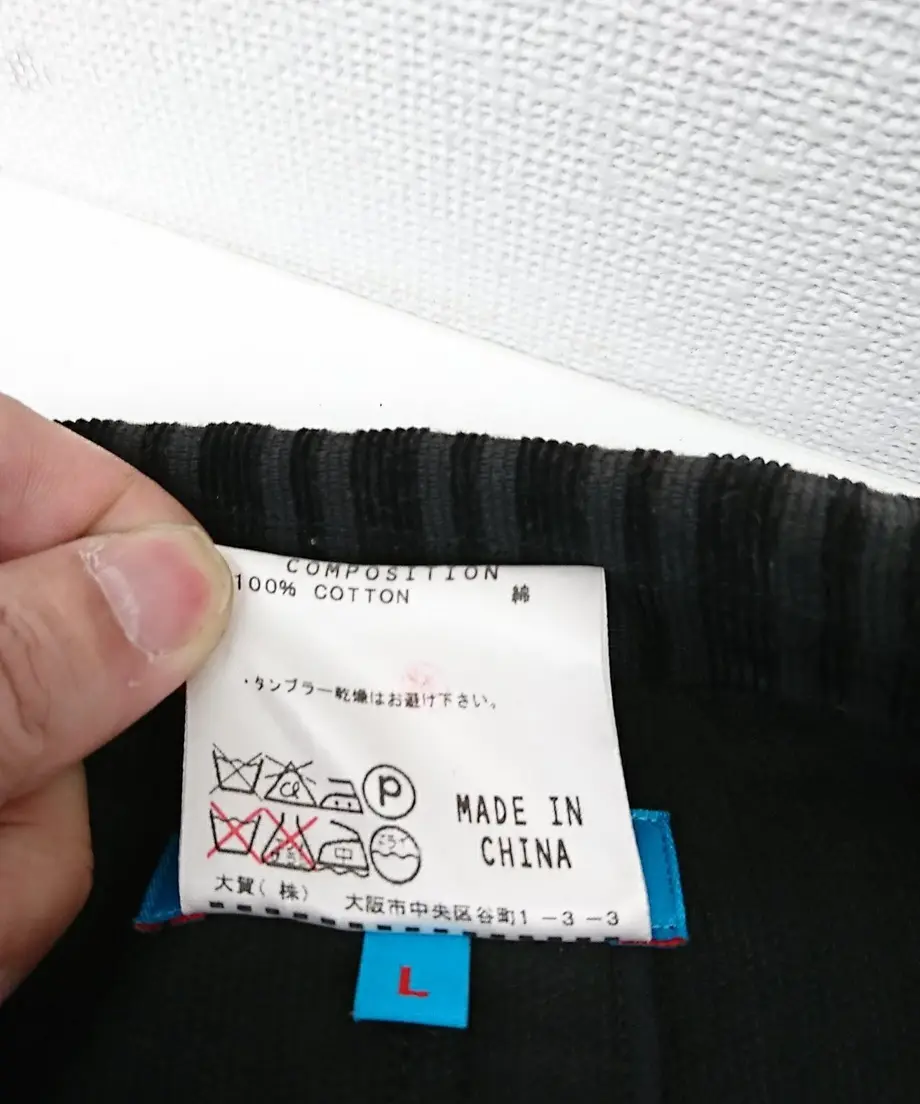 COMPOSITION
100% COTTON 綿
・タンブラー乾燥はお避け下さい。
P
MADE IN
CHINA
中
大賀(株) 大阪市中央区谷町1-3-3
L